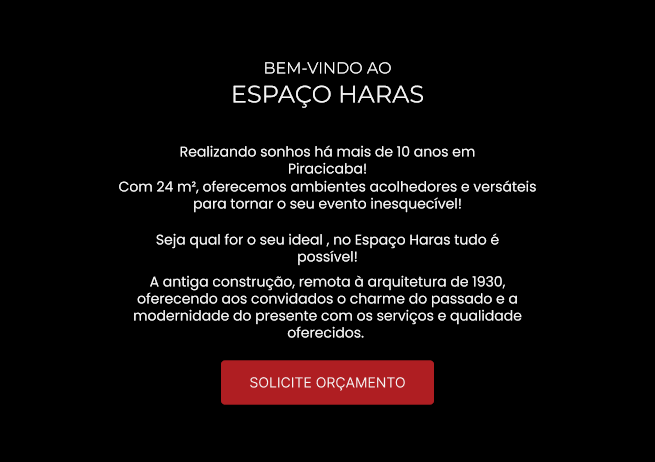 BEM-VINDO AO
ESPAÇO HARAS
Realizando sonhos há mais de 10 anos em
Piracicaba!
Com 24 m², oferecemos ambientes acolhedores e versáteis
para tornar o seu evento inesquecível!
Seja qual for o seu ideal , no Espaço Haras tudo é
possível!
A antiga construção, remota à arquitetura de 1930,
oferecendo aos convidados o charme do passado e a
modernidade do presente com os serviços e qualidade
oferecidos.
SOLICITE ORÇAMENTO